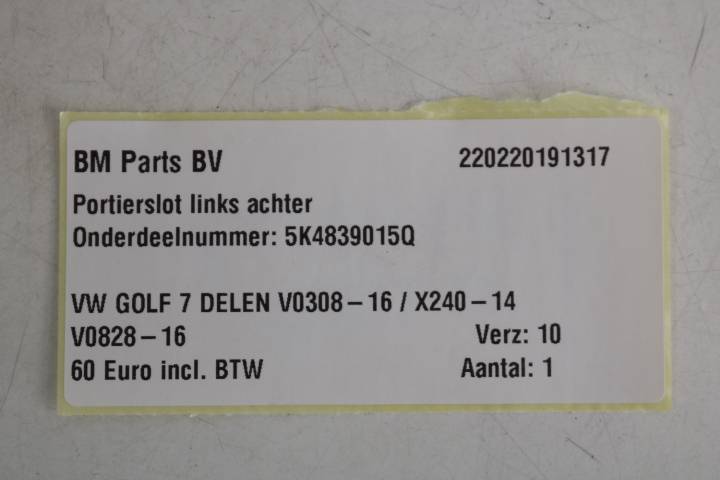 BM Parts BV 220220191317
Portierslot links achter
Onderdeelnummer: 5K4839015Q
VW GOLF 7 DELEN V0308-16 / X240-14
V0828-16 Verz: 10
60 Euro incl. BTW Aantal: 1